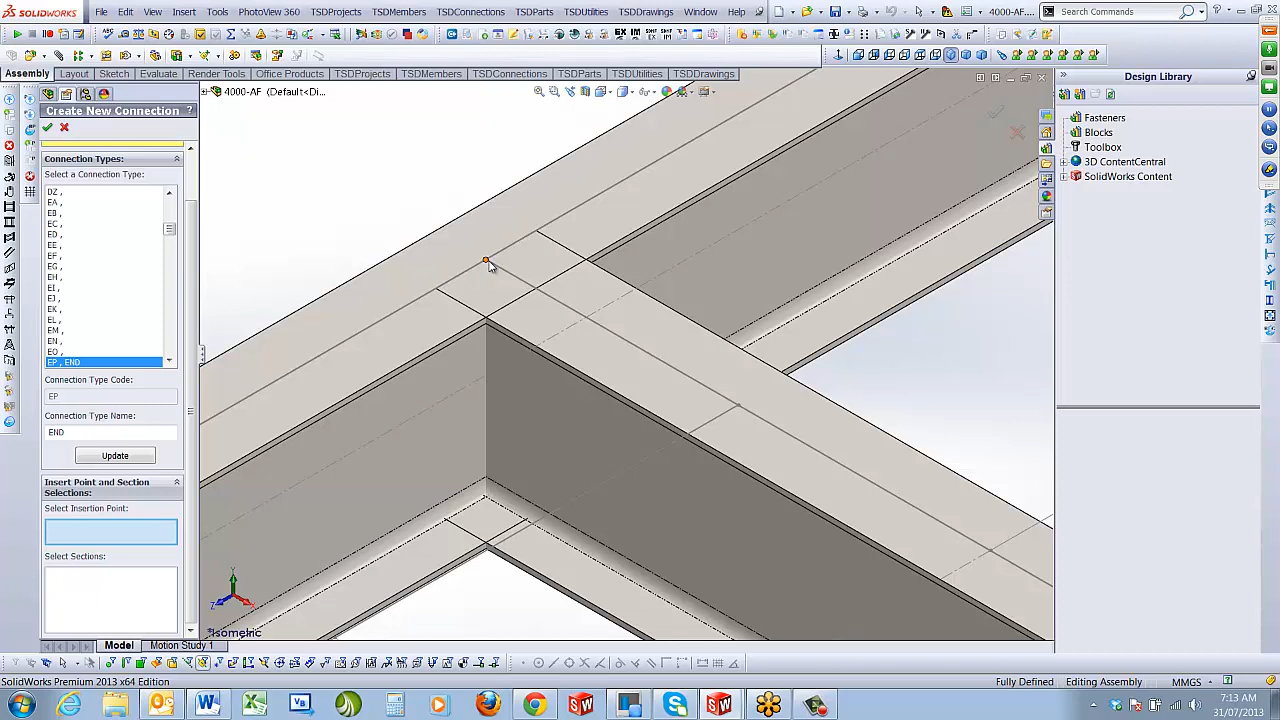 SOLIDWORKS File Edit View Insert Tools PhotoView 360 TSDProjects TSDMembers TSDConnections TSDParts TSDUtilities TSDDrawings Window Help 4000-AF.... Search Commands
Assembly Layout Sketch Evaluate Render Tools Office Products TSDProjects TSDMembers TSDConnections TSDParts TSDUtilities TSDDrawings
Design Library
4000-AF (Default<Di...
Create New Connection ?
Connection Types:
Select a Connection Type:
DZ ,
EA ,
EB ,
EC ,
ED ,
EE ,
EF ,
EG ,
EH ,
EI ,
EJ ,
EK ,
EL ,
EM ,
EN ,
EO ,
EP , END
Connection Type Code:
EP
Connection Type Name:
END
Update
Insert Point and Section
Selections:
Select Insertion Point:
Select Sections:
Fasteners
Blocks
Toolbox
3D ContentCentral
SolidWorks Content
Y
Z
X
*Isometric
Model Motion Study 1
SolidWorks Premium 2013 x64 Edition
Fully Defined Editing Assembly MMGS
7:13 AM
31/07/2013